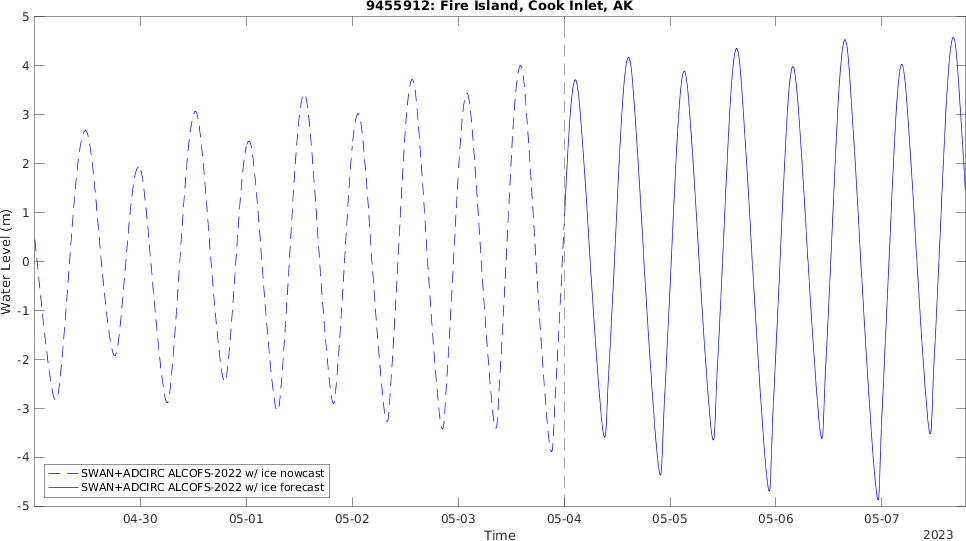 9455912: Fire Island, Cook Inlet, AK
5
4
3
2
1
0
-1
-2
-3
-4
-5
Water Level (m)
SWAN+ADCIRC ALCOFS-2022 w/ ice nowcast
SWAN+ADCIRC ALCOFS-2022 w/ ice forecast
04-30 05-01 05-02 05-03 05-04 05-05 05-06 05-07
Time
2023